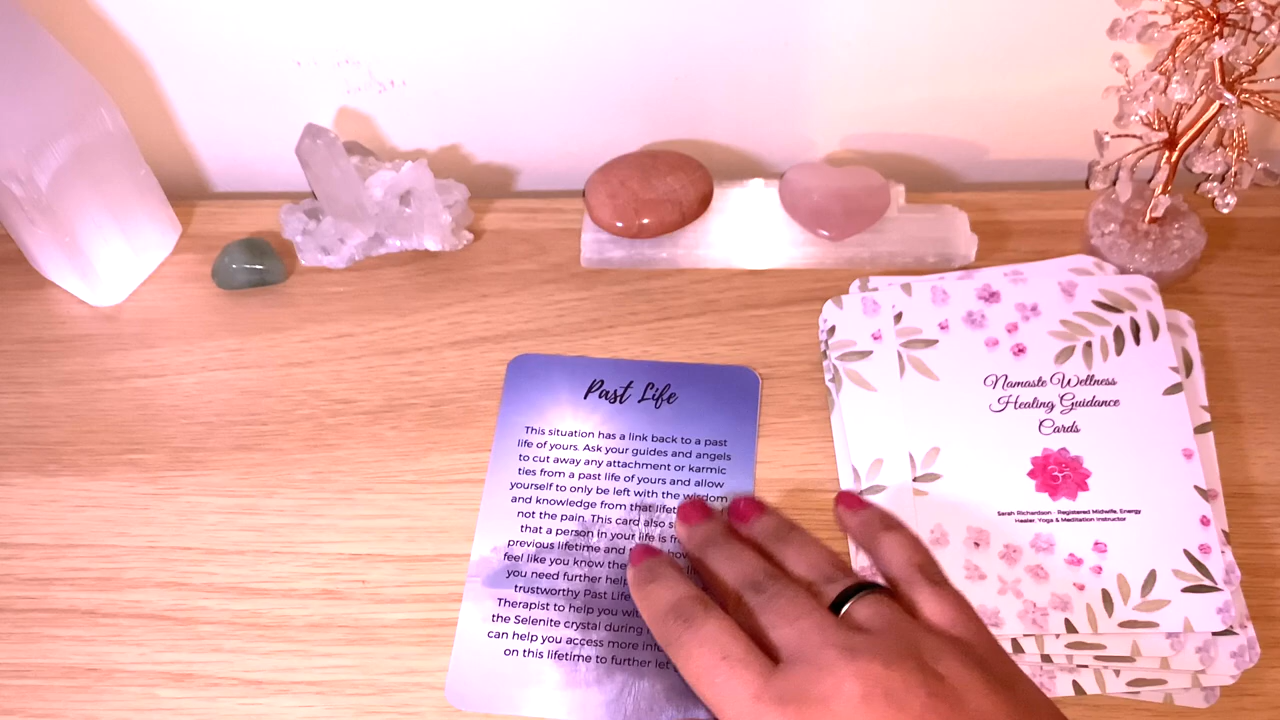 Past Life
This situation has a link back to a past
life of yours. Ask your guides and angels
to cut away any attachment or karmic
ties from a past life of yours and allow
yourself to only be left with the wisdom
and knowledge from that
not the pain. This card also
that a person in your life is
previous lifetime and
feel like you know
you need further help
trustworthy Past Life
Therapist to help you
the Selenite crystal during
can help you access more
on this lifetime to further let
Namaste Wellness
Healing Guidance
Cards
Sarah Richardson - Registered Midwife, Energy
Healer, Yoga & Meditation Instructor